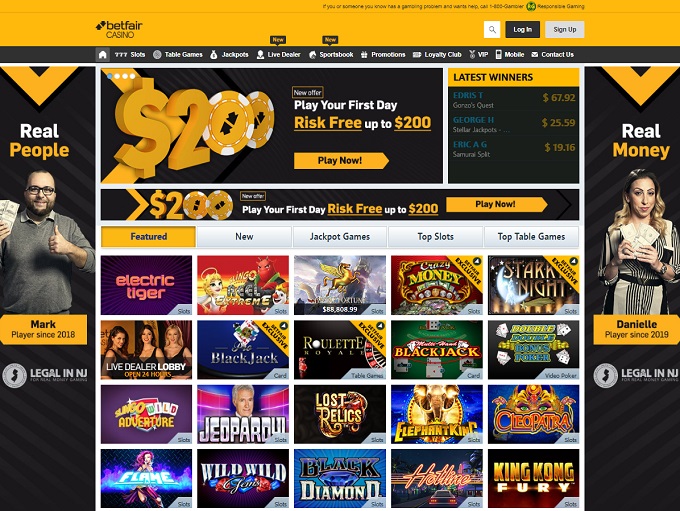 If you or someone you know has a gambling problem and wants help, call 1-800-Gambler
Responsible Gaming
betfair
CASINO
Log In
Sign Up
New
New
777 Slots
Table Games
Jackpots
Live Dealer
Sportsbook
Promotions
Loyalty Club
VIP
Mobile
Contact Us
Real
People
Mark
Player since 2018
LEGAL IN NJ
FOR REAL MONEY GAMING
$200
New offer
Play Your First Day
Risk Free up to $200
Play Now!
LATEST WINNERS
EDRIS T
$ 67.92
Gonzo's Quest
GEORGE H
$ 25.59
Stellar Jackpots - ...
ERIC A G
$ 19.16
Samurai Split
$200
New offer
Play Your First Day Risk Free up to $200
Play Now!
Real
Money
Danielle
Player since 2019
LEGAL IN NJ
FOR REAL MONEY GAMING
Featured
New
Jackpot Games
Top Slots
Top Table Games
electric
tiger
Slots
SLINGO
REEL
EXTREME
Slots
$88,808.99
Slots
Crazy
MONEY
Slots
BETFAIR
EXCLUSIVE
STARRY
NIGHT
Slots
BETFAIR
EXCLUSIVE
LIVE DEALER LOBBY
OPEN 24 HOURS
BlackJack
Card
BETFAIR
EXCLUSIVE
ROULETTE
ROYALE
Table Games
Multi-Hand
BLACKJACK
Card
DOUBLE
DOUBLE
Bonus
POKER
Video Poker
SLINGO WILD
ADVENTURE
Slots
JEOPARDY!
Slots
LOST
RELICS
Slots
ELEPHANT KING
Slots
CLEOPATRA
Slots
FLAME
Slots
WILD WILD
Gems
Slots
BLACK
DIAMOND
Slots
Hotline
Slots
KING KONG
FURY
Slots